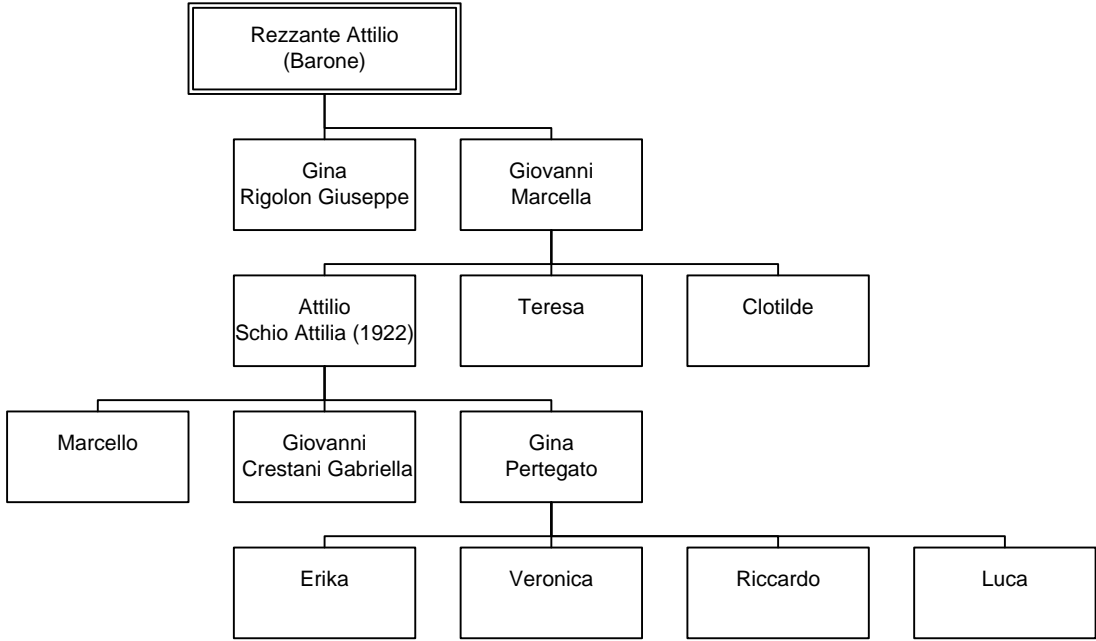 Rezzante Attilio
(Barone)
Gina
Rigolon Giuseppe
Giovanni
Marcella
Attilio
Schio Attilia (1922)
Teresa
Clotilde
Marcello
Giovanni
Crestani Gabriella
Gina
Pertegato
Erika
Veronica
Riccardo
Luca